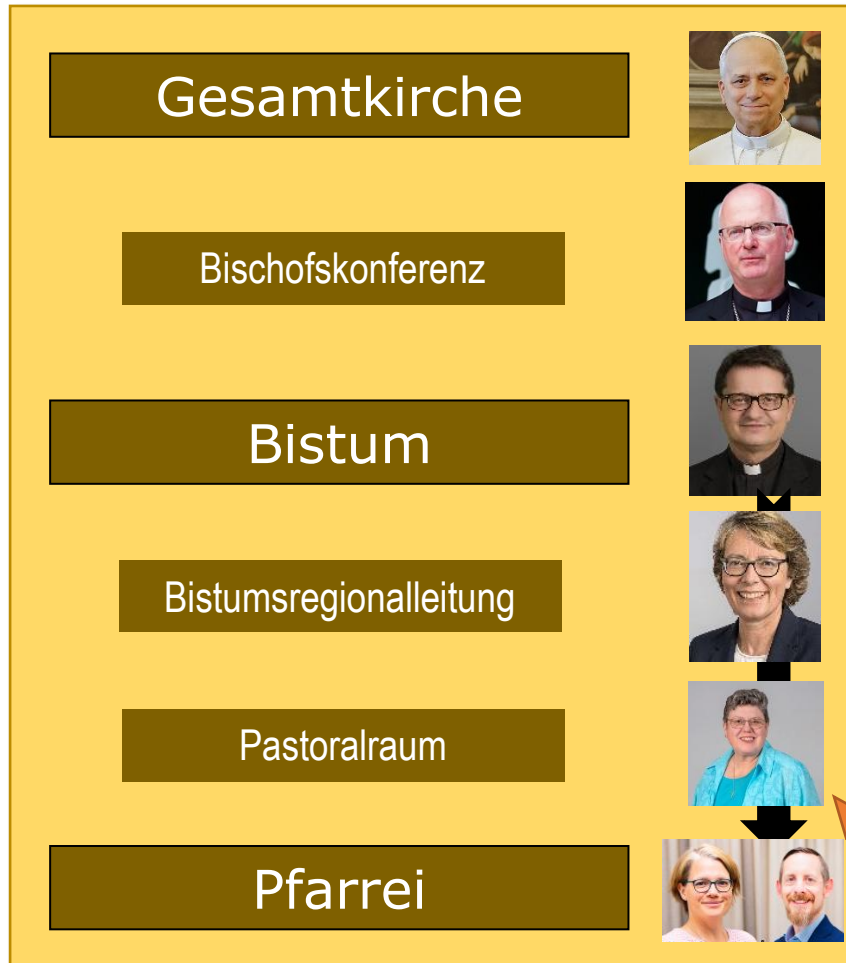 Gesamtkirche
Bischofskonferenz
Bistum
Bistumsregionalleitung
Pastoralraum
Pfarrei